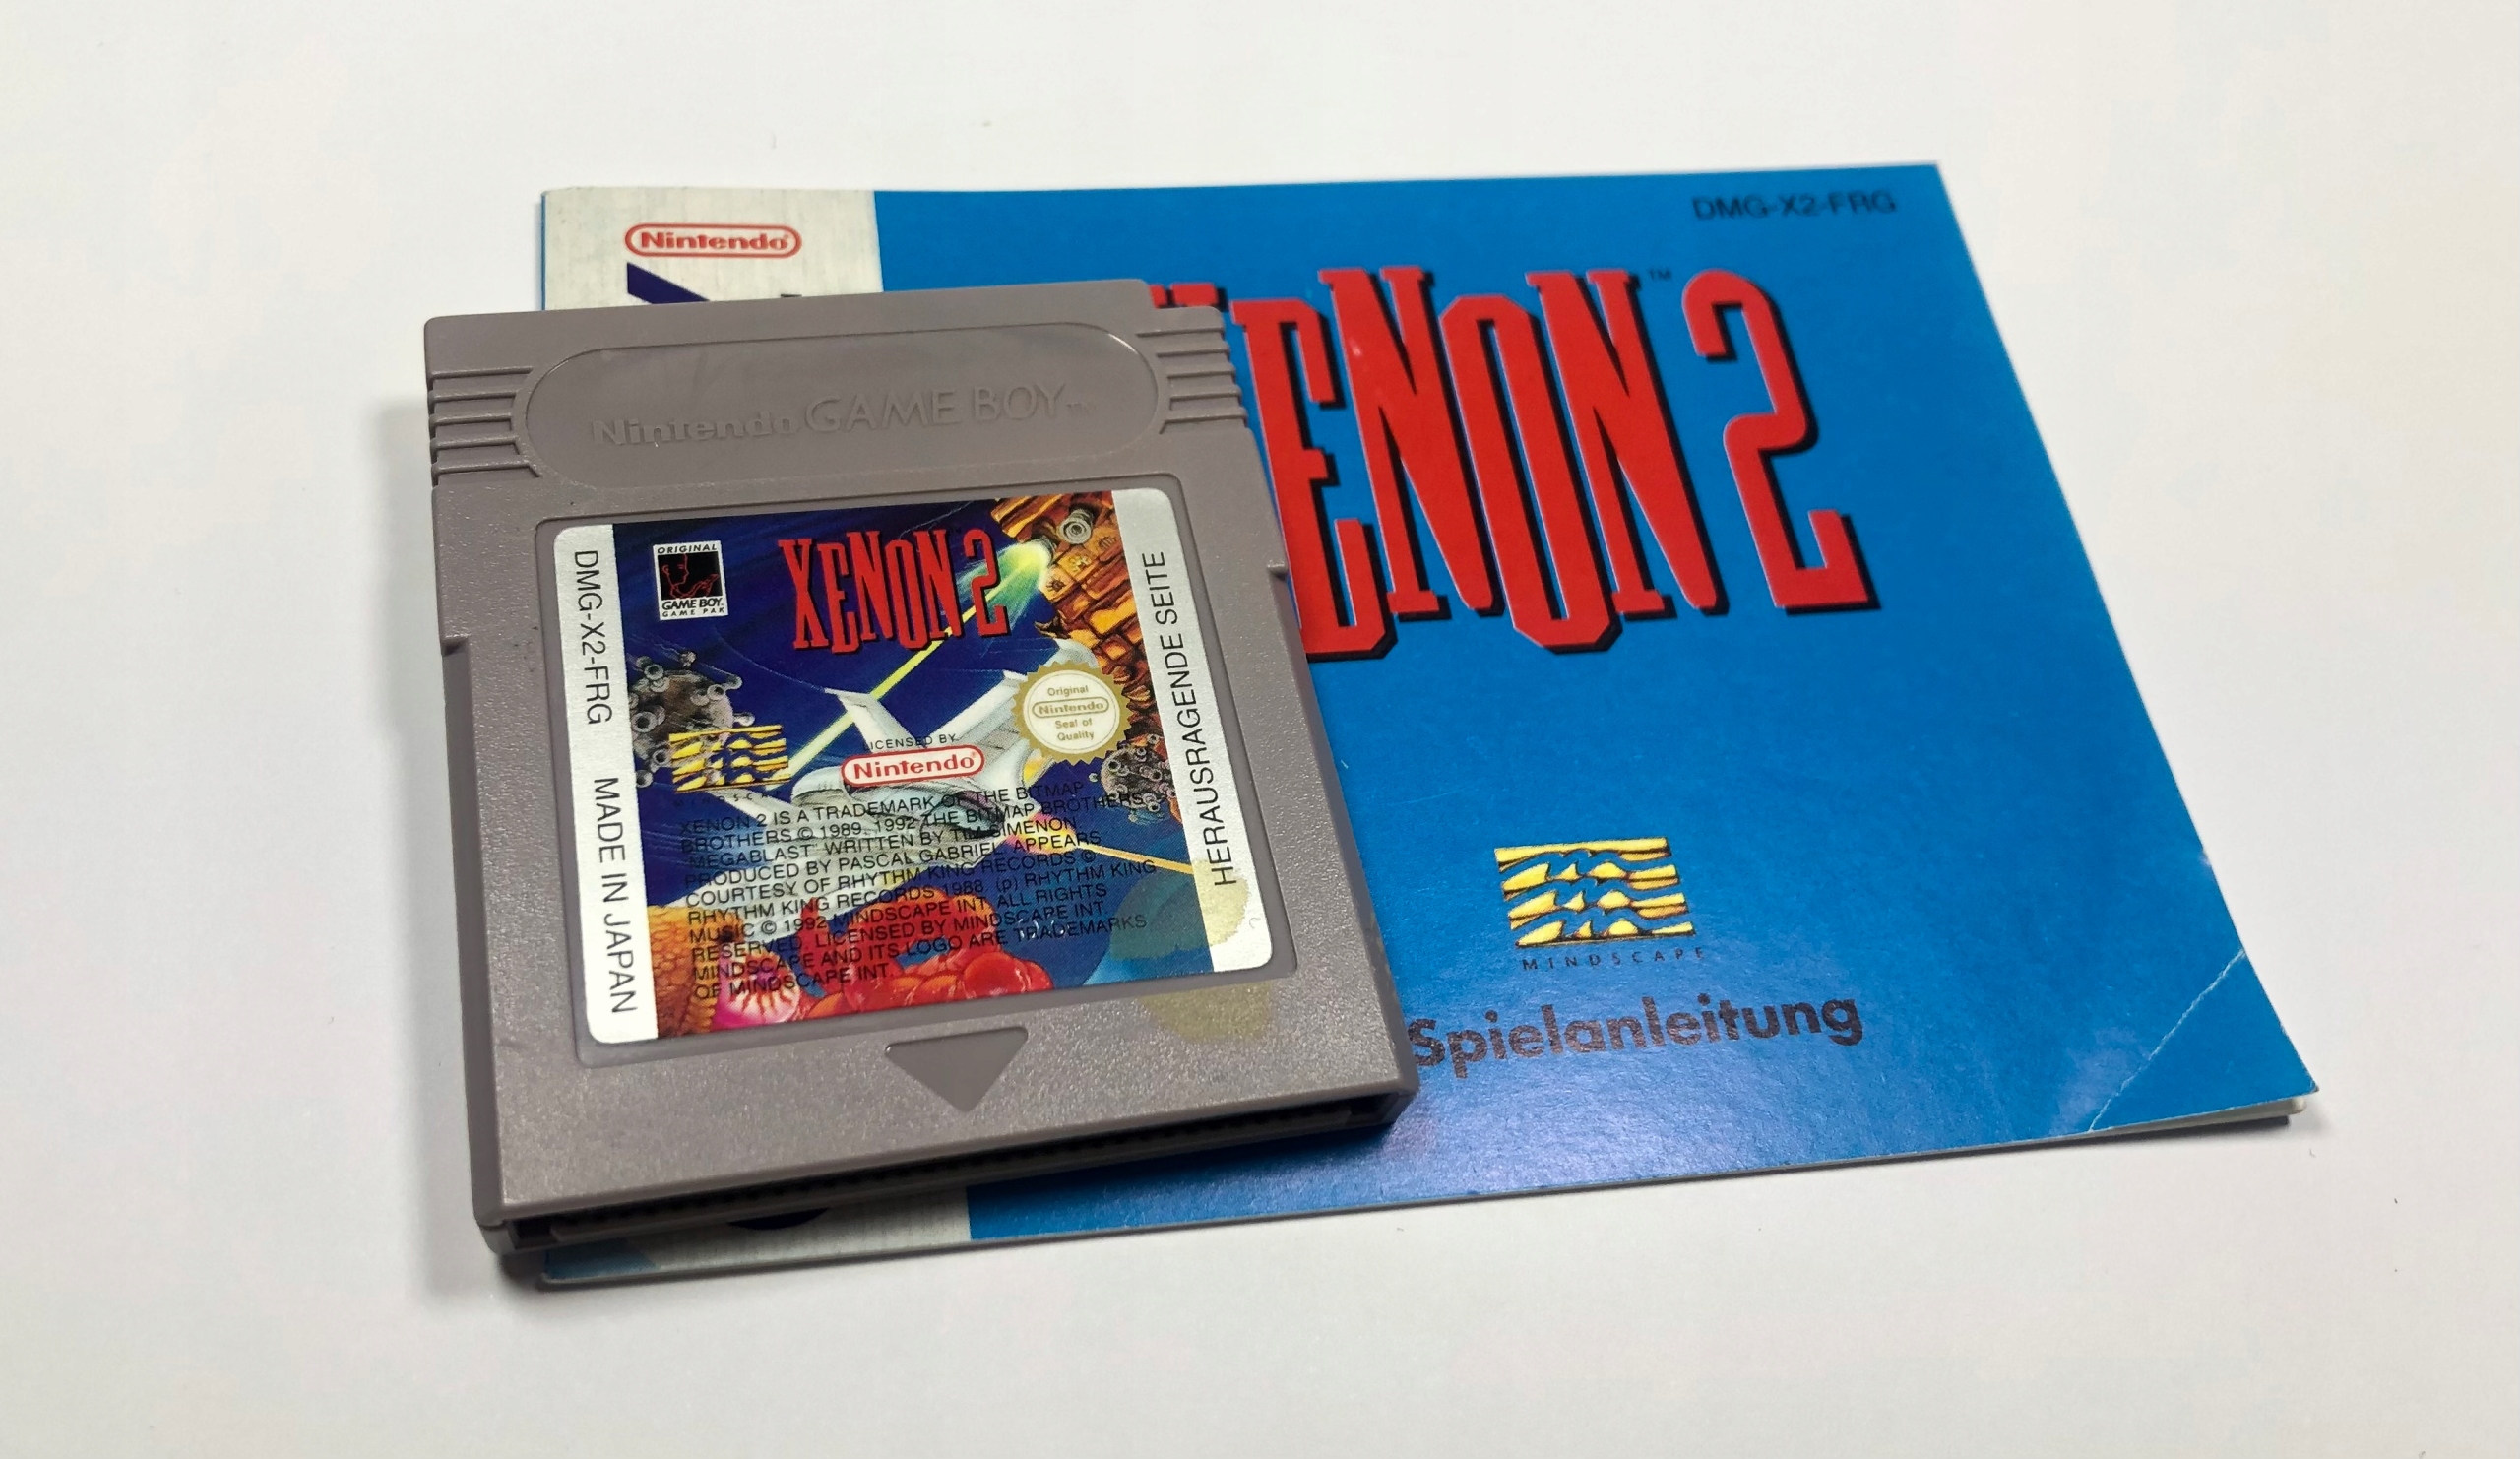 Nintendo®
DMG-X2-FRG
XENON 2™
MINDSCAPE
Spielanleitung
Nintendo GAME BOY™
DMG-X2-FRG MADE IN JAPAN
ORIGINAL
GAME BOY
GAME PAK
XENON 2
Original
Nintendo
Seal of
Quality
MINDSCAPE
LICENSED BY
Nintendo®
XENON 2 IS A TRADEMARK OF THE BITMAP
BROTHERS © 1989, 1992 THE BITMAP BROTHERS
"MEGABLAST" WRITTEN BY TIM SIMENON,
PRODUCED BY PASCAL GABRIEL. APPEARS
COURTESY OF RHYTHM KING RECORDS ©
RHYTHM KING RECORDS 1988. (p) RHYTHM KING
MUSIC © 1992 MINDSCAPE INT. ALL RIGHTS
RESERVED. LICENSED BY MINDSCAPE INT.
MINDSCAPE AND ITS LOGO ARE TRADEMARKS
OF MINDSCAPE INT.
HERAUSRAGENDE SEITE